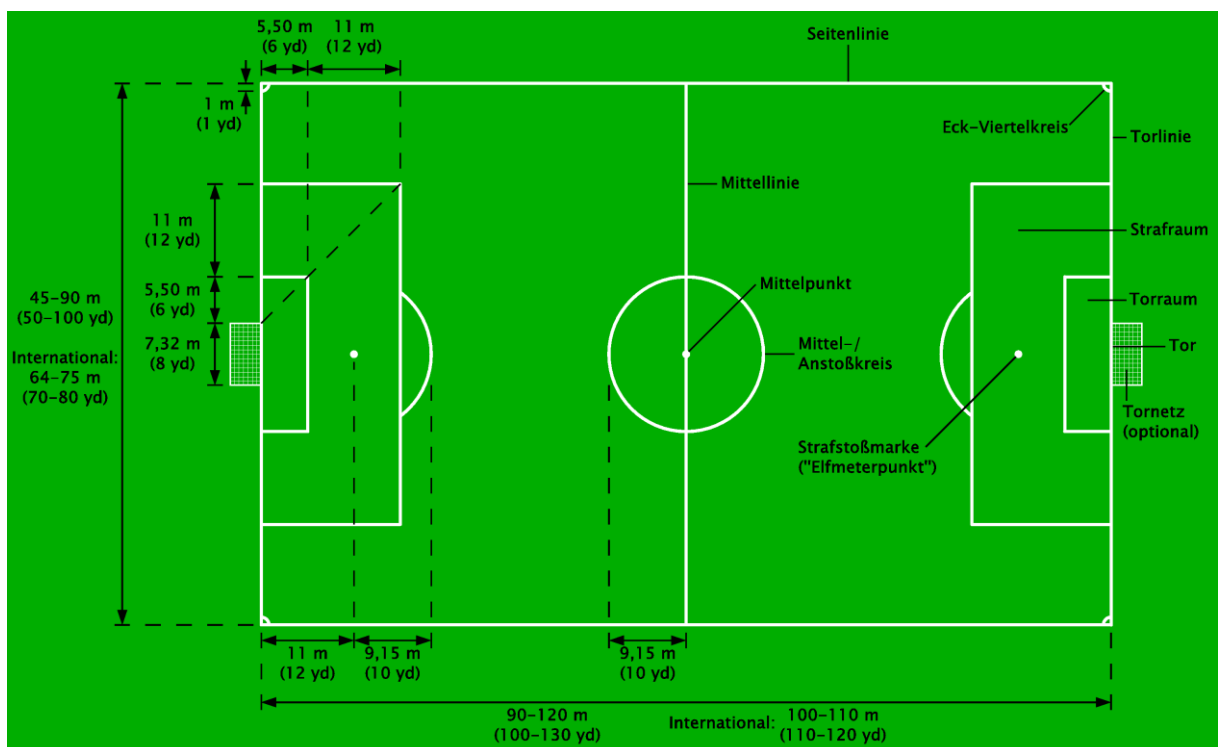 5,50 m
(6 yd)
11 m
(12 yd)
Seitenlinie
1 m
(1 yd)
Eck-Viertelkreis
Torlinie
Mittellinie
11 m
(12 yd)
Strafraum
5,50 m
(6 yd)
Mittelpunkt
Torraum
45-90 m
(50-100 yd)
International:
64-75 m
(70-80 yd)
7,32 m
(8 yd)
Mittel-/
Anstoßkreis
Tor
Tornetz
(optional)
Strafstoßmarke
("Elfmeterpunkt")
11 m
(12 yd)
9,15 m
(10 yd)
9,15 m
(10 yd)
90-120 m
(100-130 yd)
International:
100-110 m
(110-120 yd)